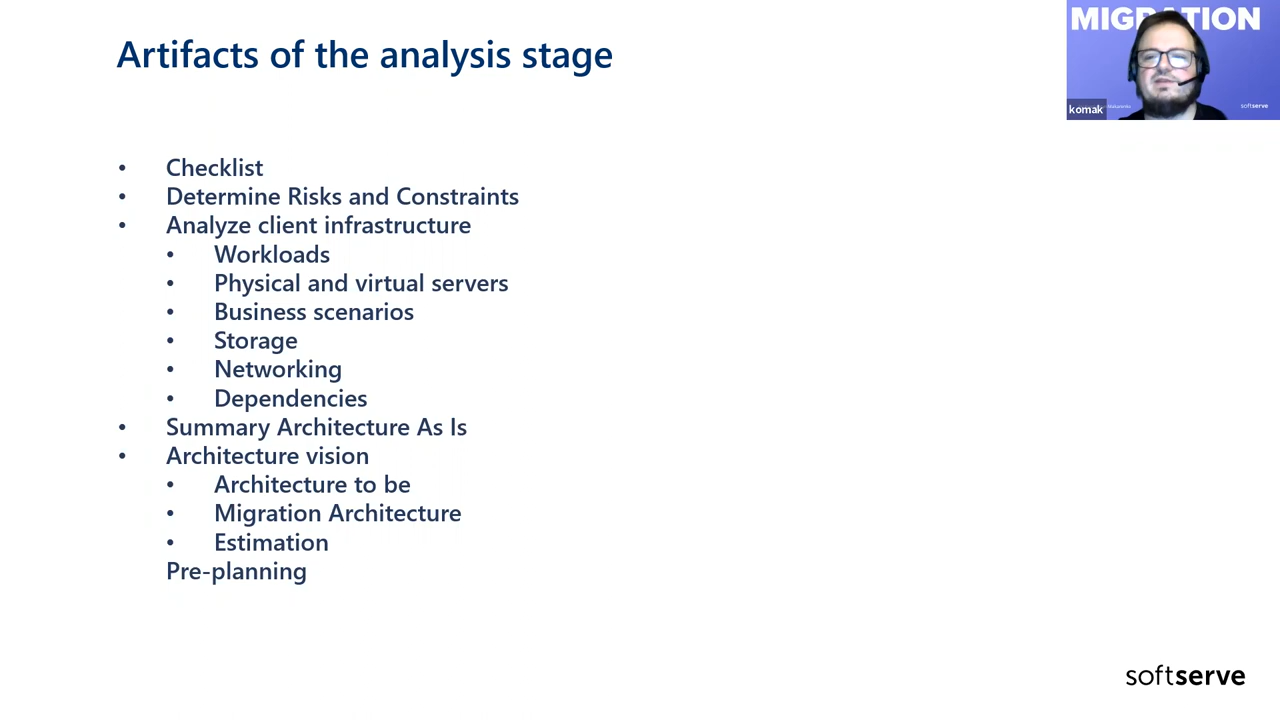 Artifacts of the analysis stage
MIGRATION
komak
softserve
• Checklist
• Determine Risks and Constraints
• Analyze client infrastructure
• Workloads
• Physical and virtual servers
• Business scenarios
• Storage
• Networking
• Dependencies
• Summary Architecture As Is
• Architecture vision
• Architecture to be
• Migration Architecture
• Estimation
Pre-planning
softserve